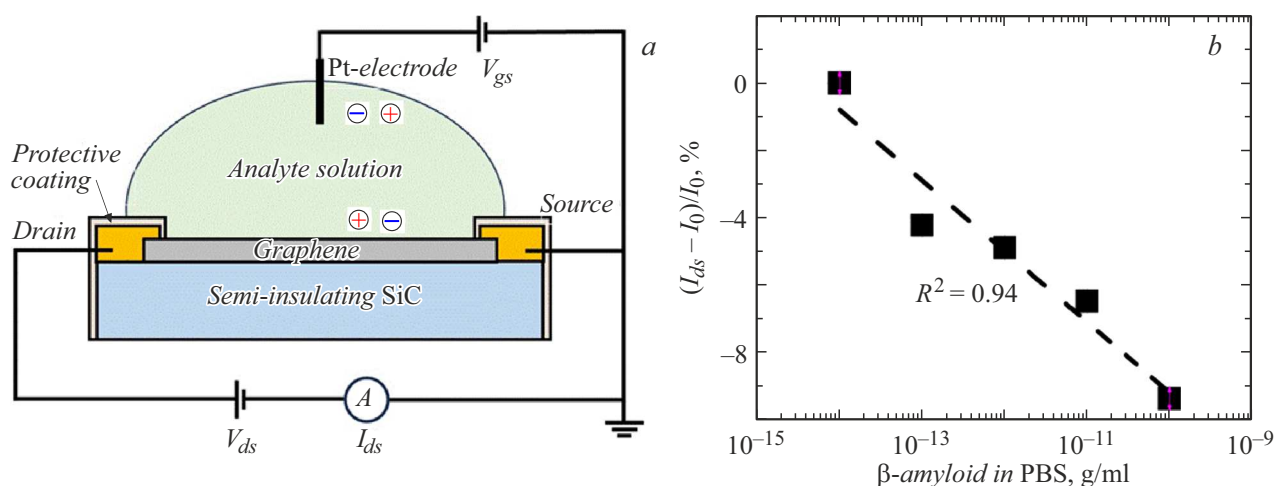 a
Pt-electrode
V_gs
− +
Analyte solution
Protective
coating
+ −
Source
Drain
Graphene
Semi-insulating SiC
A
V_ds
I_ds
b
0
−4
−8
(I_ds − I_0)/I_0, %
R² = 0.94
10⁻¹⁵
10⁻¹³
10⁻¹¹
10⁻⁹
β-amyloid in PBS, g/ml